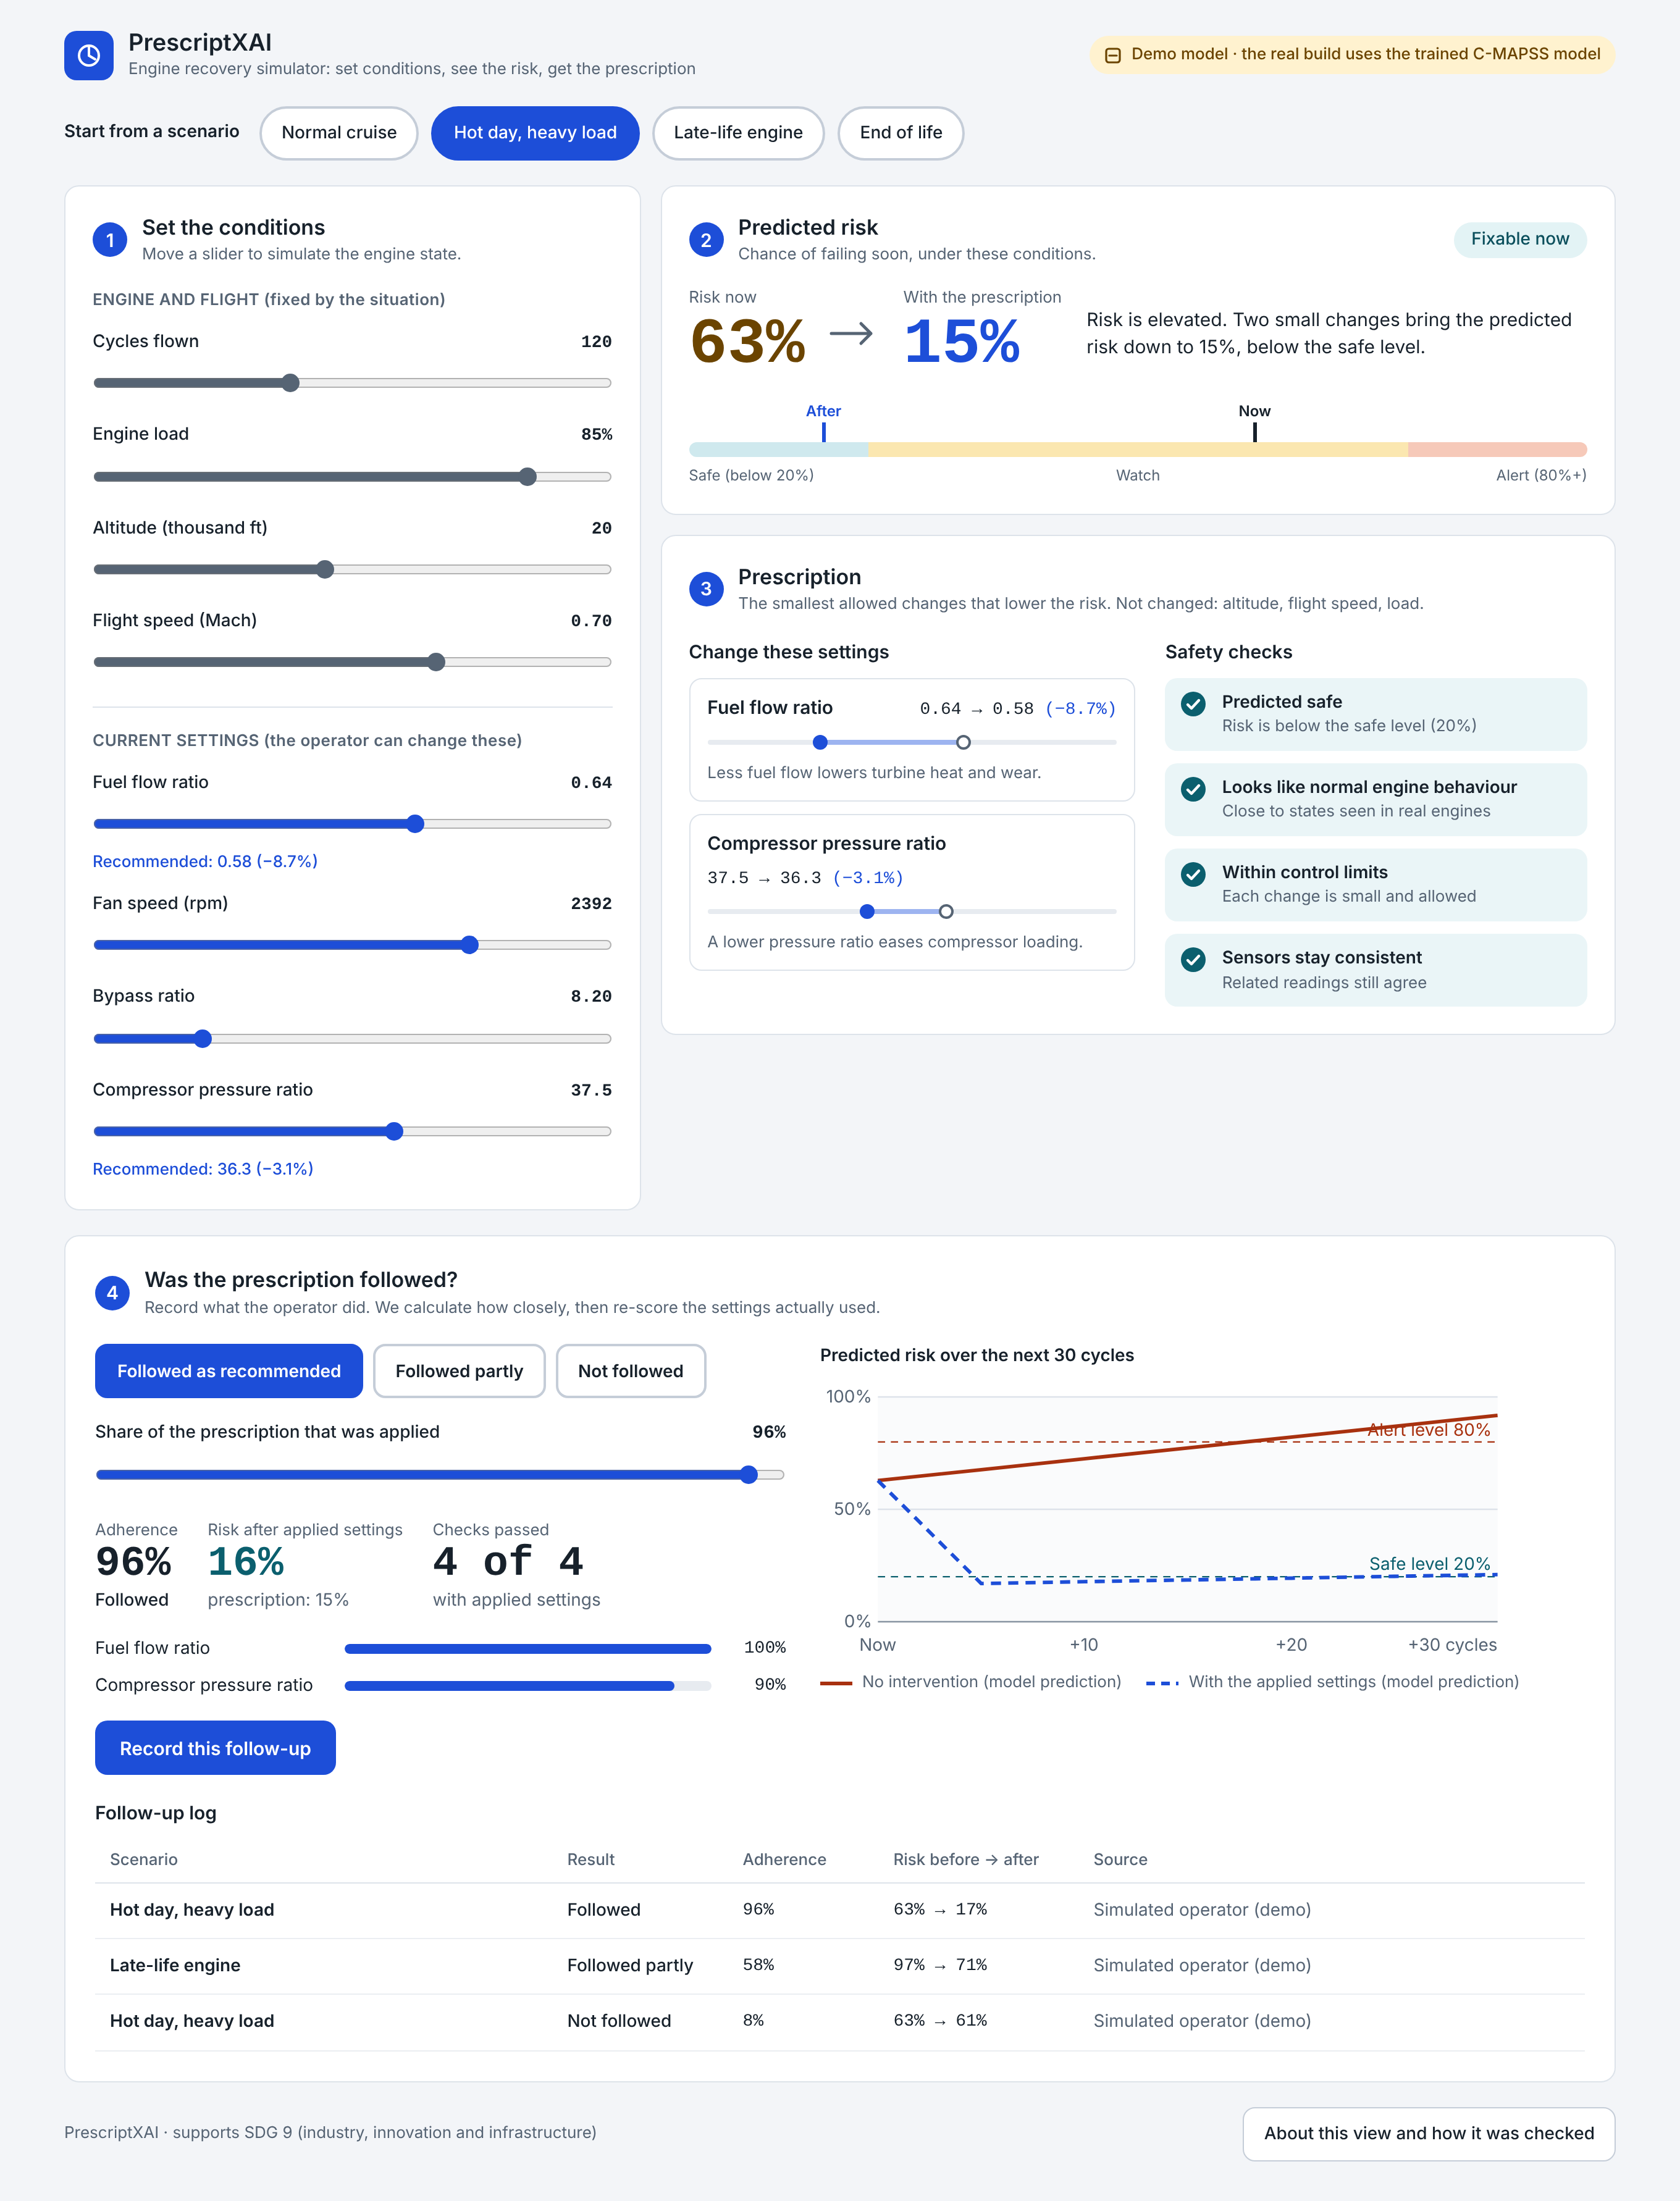 PrescriptXAI
Engine recovery simulator: set conditions, see the risk, get the prescription
Demo model · the real build uses the trained C-MAPSS model
Start from a scenario
Normal cruise
Hot day, heavy load
Late-life engine
End of life
1
Set the conditions
Move a slider to simulate the engine state.
ENGINE AND FLIGHT (fixed by the situation)
Cycles flown 120
Engine load 85%
Altitude (thousand ft) 20
Flight speed (Mach) 0.70
CURRENT SETTINGS (the operator can change these)
Fuel flow ratio 0.64
Recommended: 0.58 (−8.7%)
Fan speed (rpm) 2392
Bypass ratio 8.20
Compressor pressure ratio 37.5
Recommended: 36.3 (−3.1%)
2
Predicted risk
Chance of failing soon, under these conditions.
Fixable now
Risk now
63%
→
With the prescription
15%
Risk is elevated. Two small changes bring the predicted
risk down to 15%, below the safe level.
After
Now
Safe (below 20%)
Watch
Alert (80%+)
3
Prescription
The smallest allowed changes that lower the risk. Not changed: altitude, flight speed, load.
Change these settings
Fuel flow ratio 0.64 → 0.58 (−8.7%)
Less fuel flow lowers turbine heat and wear.
Compressor pressure ratio
37.5 → 36.3 (−3.1%)
A lower pressure ratio eases compressor loading.
Safety checks
Predicted safe
Risk is below the safe level (20%)
Looks like normal engine behaviour
Close to states seen in real engines
Within control limits
Each change is small and allowed
Sensors stay consistent
Related readings still agree
4
Was the prescription followed?
Record what the operator did. We calculate how closely, then re-score the settings actually used.
Followed as recommended
Followed partly
Not followed
Share of the prescription that was applied 96%
Adherence
96%
Followed
Risk after applied settings
16%
prescription: 15%
Checks passed
4 of 4
with applied settings
Fuel flow ratio 100%
Compressor pressure ratio 90%
Record this follow-up
Predicted risk over the next 30 cycles
100%
Alert level 80%
50%
Safe level 20%
0%
Now +10 +20 +30 cycles
No intervention (model prediction)
With the applied settings (model prediction)
Follow-up log
Scenario Result Adherence Risk before → after Source
Hot day, heavy load Followed 96% 63% → 17% Simulated operator (demo)
Late-life engine Followed partly 58% 97% → 71% Simulated operator (demo)
Hot day, heavy load Not followed 8% 63% → 61% Simulated operator (demo)
PrescriptXAI · supports SDG 9 (industry, innovation and infrastructure)
About this view and how it was checked